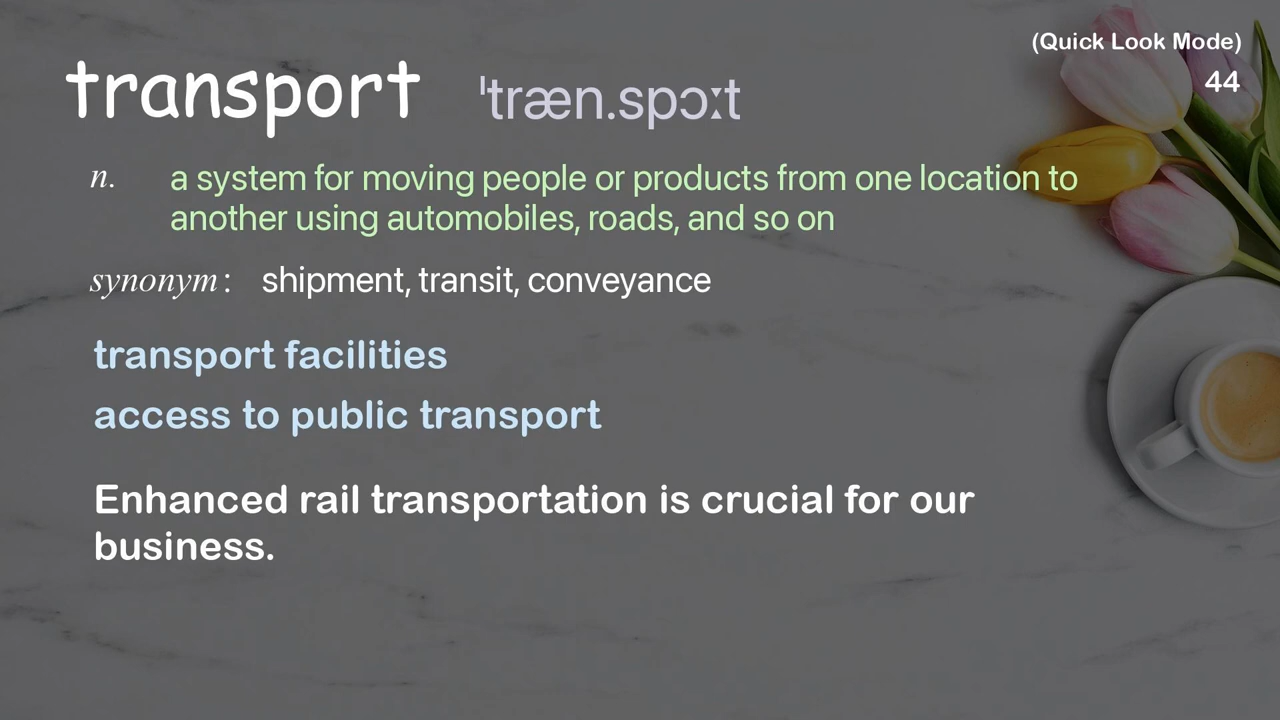 (Quick Look Mode)
transport ˈtræn.spɔːt
44
n. a system for moving people or products from one location to
another using automobiles, roads, and so on
synonym: shipment, transit, conveyance
transport facilities
access to public transport
Enhanced rail transportation is crucial for our
business.